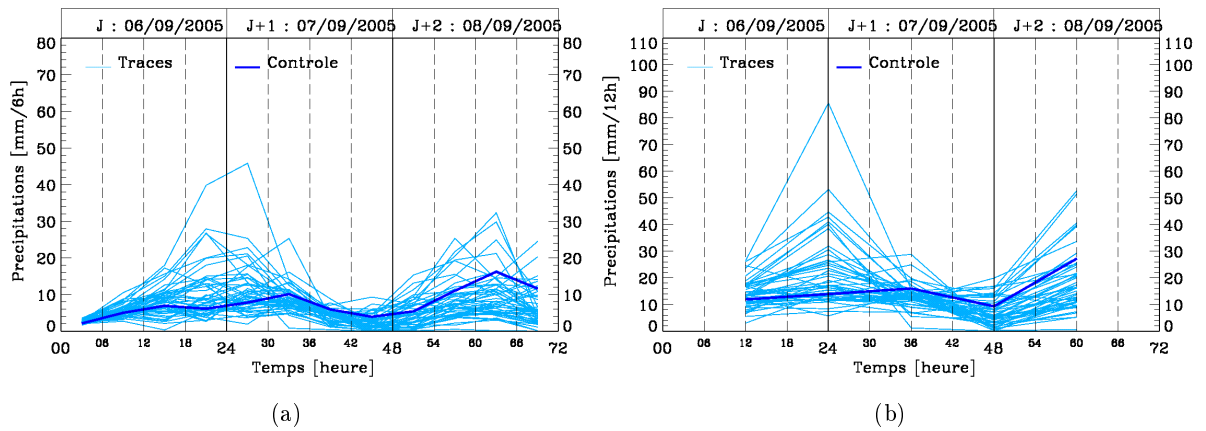 J : 06/09/2005 J+1 : 07/09/2005 J+2 : 08/09/2005
80 80
70 70
60 60
50 50
40 40
30 30
20 20
10 10
0 0
Precipitations [mm/6h]
Traces Controle
00 06 12 18 24 30 36 42 48 54 60 66 72
Temps [heure]
(a)
J : 06/09/2005 J+1 : 07/09/2005 J+2 : 08/09/2005
110 110
100 100
90 90
80 80
70 70
60 60
50 50
40 40
30 30
20 20
10 10
0 0
Precipitations [mm/12h]
Traces Controle
00 06 12 18 24 30 36 42 48 54 60 66 72
Temps [heure]
(b)